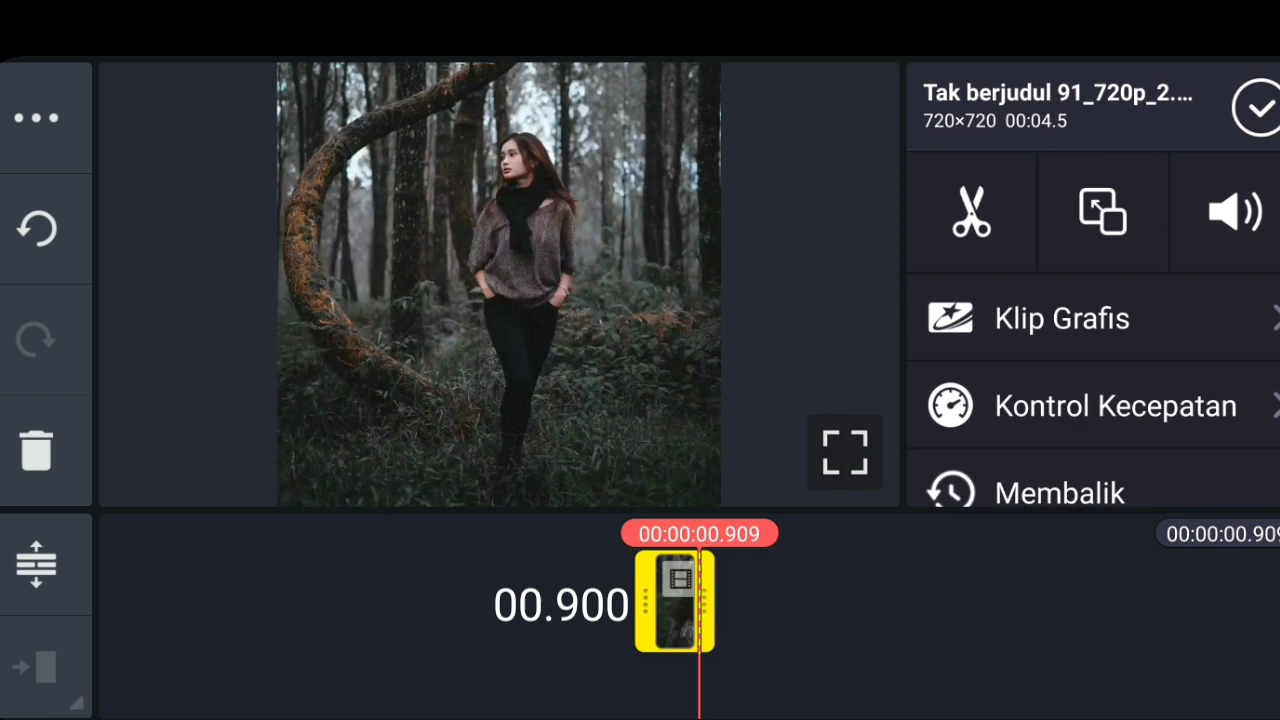 Tak berjudul 91_720p_2....
720×720 00:04.5
Klip Grafis
Kontrol Kecepatan
Membalik
00:00:00.909
00:00:00.909
00.900